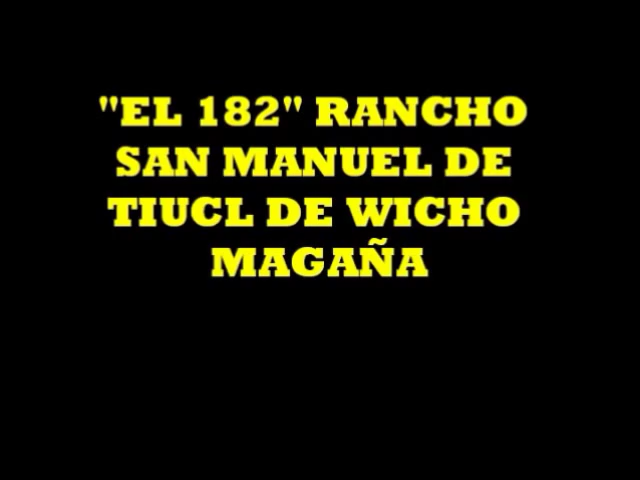 "EL 182" RANCHO
SAN MANUEL DE
TIUCL DE WICHO
MAGAÑA